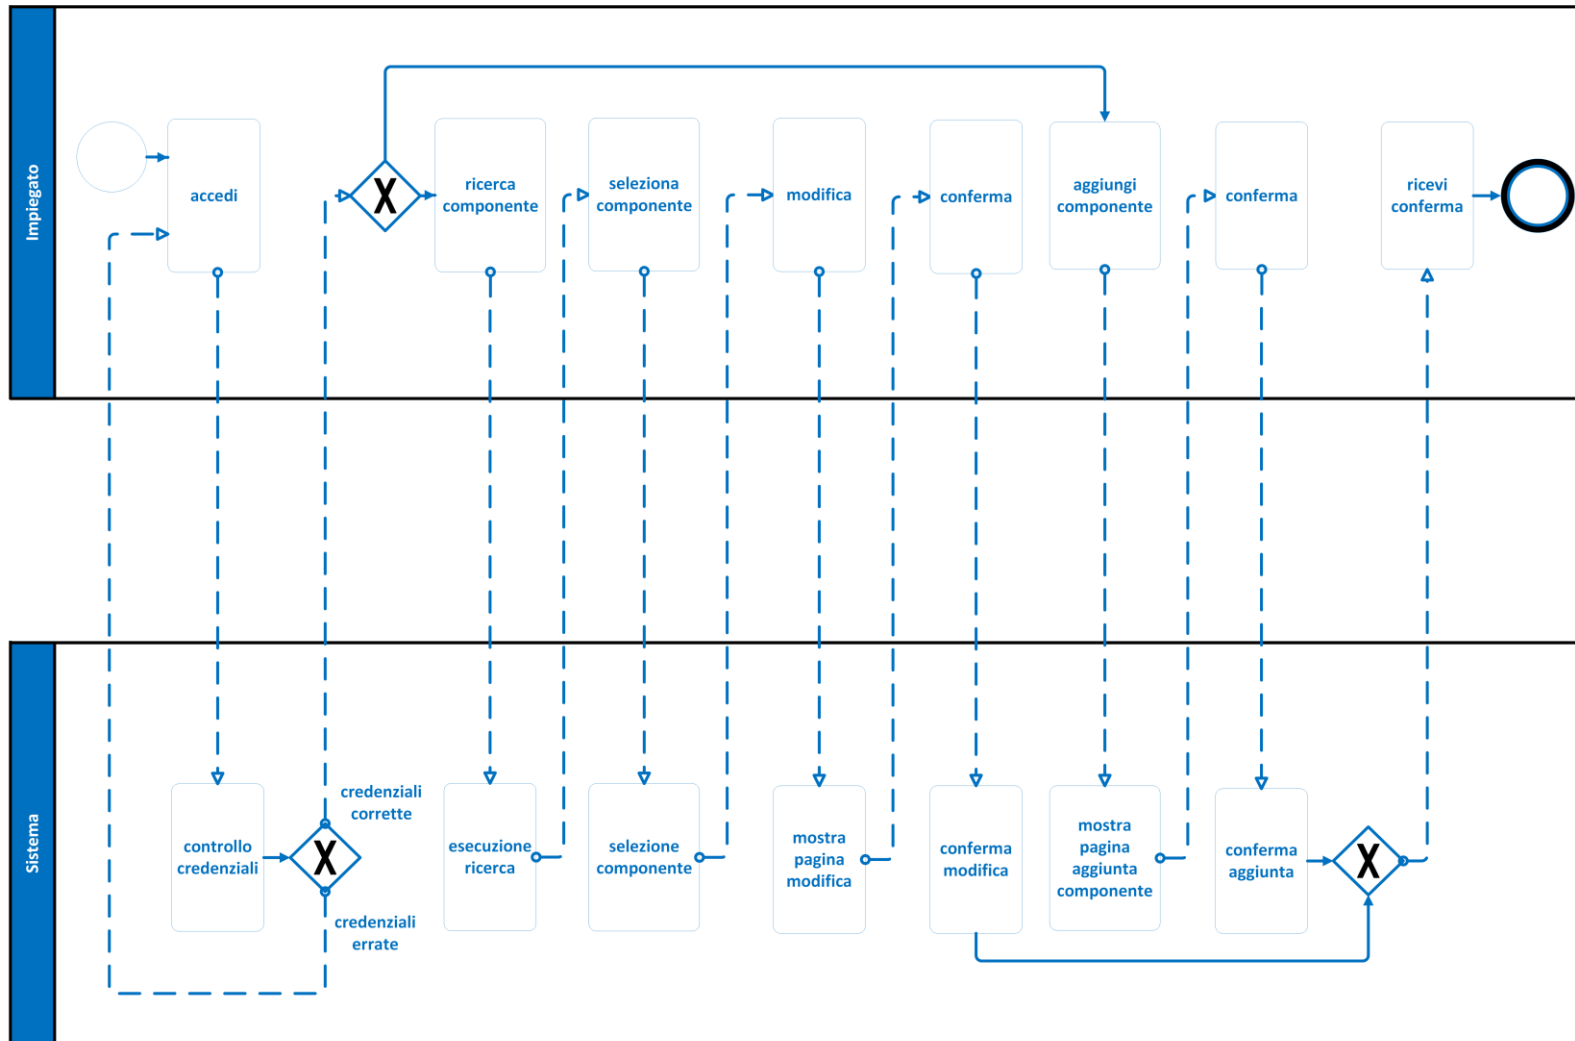 Impiegato
accedi
X
ricerca
componente
seleziona
componente
modifica
conferma
aggiungi
componente
conferma
ricevi
conferma
Sistema
controllo
credenziali
X
credenziali
corrette
credenziali
errate
esecuzione
ricerca
selezione
componente
mostra
pagina
modifica
conferma
modifica
mostra
pagina
aggiunta
componente
conferma
aggiunta
X